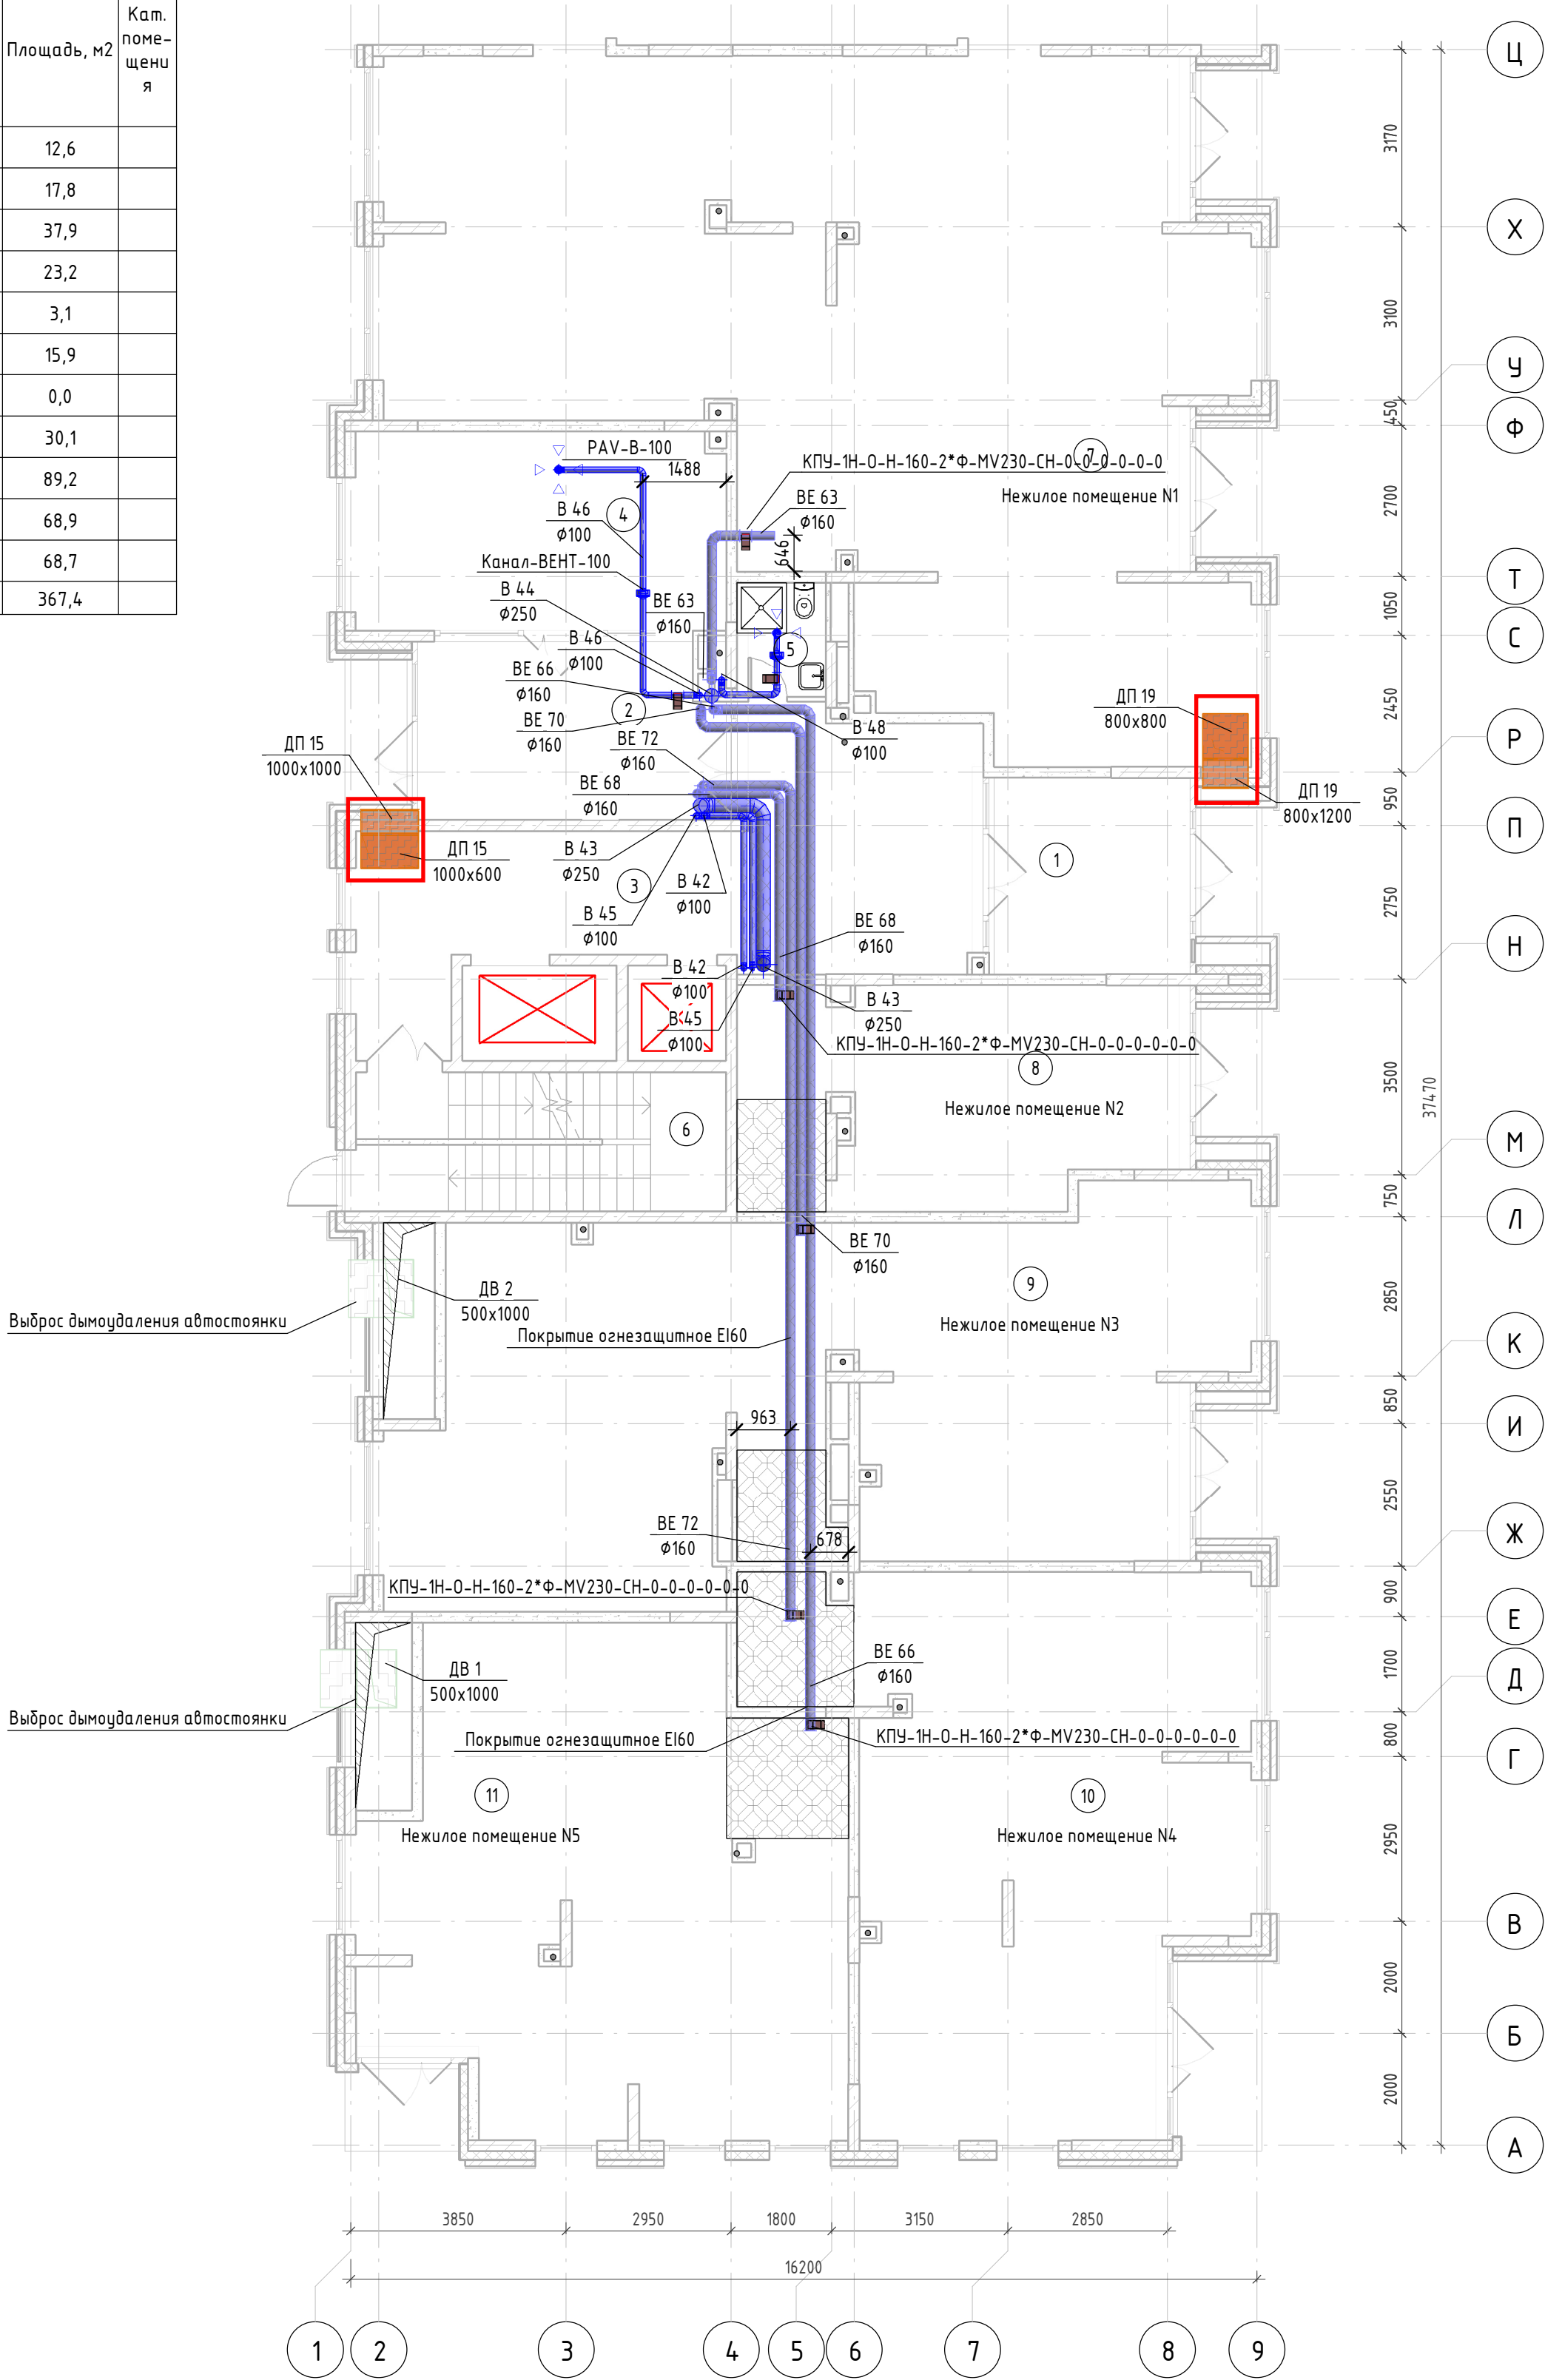 Площадь, м2
Кат.
поме-
щени
я
12,6
17,8
37,9
23,2
3,1
15,9
0,0
30,1
89,2
68,9
68,7
367,4
Ц
3170
Х
3100
У
450
Ф
PAV-B-100
1488
КПУ-1Н-О-Н-160-2*Ф-MV230-СН-0-0-0-0-0-0
7
Нежилое помещение N1
2700
ВЕ 63
ф160
В 46
ф100
4
646
Канал-ВЕНТ-100
В 44
ф250
ВЕ 63
ф160
Т
1050
С
В 46
ф100
5
ВЕ 66
ф160
2
ВЕ 70
ф160
В 48
ф100
ДП 19
800х800
2450
Р
ДП 15
1000х1000
ВЕ 72
ф160
ВЕ 68
ф160
ДП 19
800х1200
950
П
ДП 15
1000х600
В 43
ф250
3
В 42
ф100
1
В 45
ф100
ВЕ 68
ф160
2750
Н
В 42
ф100
В 43
ф250
В 45
ф100
КПУ-1Н-О-Н-160-2*Ф-MV230-СН-0-0-0-0-0-0
8
Нежилое помещение N2
3500
37470
6
М
750
Л
ВЕ 70
ф160
9
Нежилое помещение N3
ДВ 2
500х1000
Выброс дымоудаления автостоянки
Покрытие огнезащитное EI60
2850
К
850
И
963
2550
ВЕ 72
ф160
678
Ж
КПУ-1Н-О-Н-160-2*Ф-MV230-СН-0-0-0-0-0-0
900
Е
ДВ 1
500х1000
ВЕ 66
ф160
1700
Д
Выброс дымоудаления автостоянки
Покрытие огнезащитное EI60
КПУ-1Н-О-Н-160-2*Ф-MV230-СН-0-0-0-0-0-0
800
Г
11
Нежилое помещение N5
10
Нежилое помещение N4
2950
В
2000
Б
2000
А
3850
2950
1800
3150
2850
16200
1
2
3
4
5
6
7
8
9